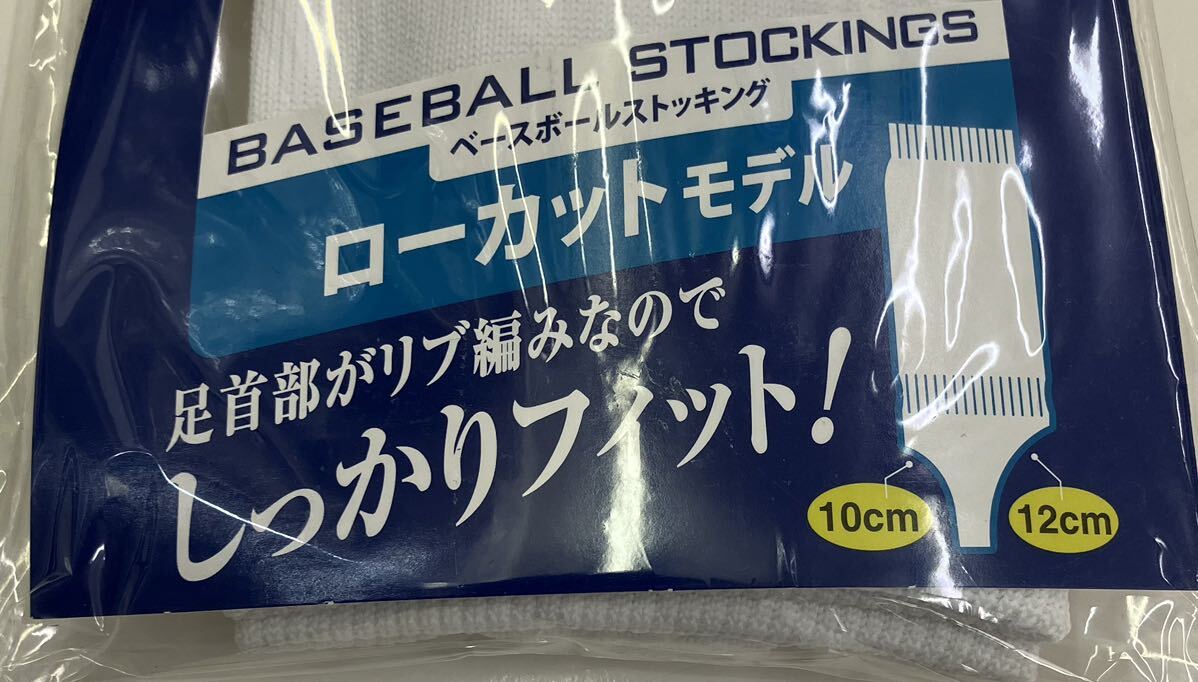 BASEBALL STOCKINGS
ベースボールストッキング
ローカットモデル
足首部がリブ編みなので
しっかりフィット!
10cm
12cm